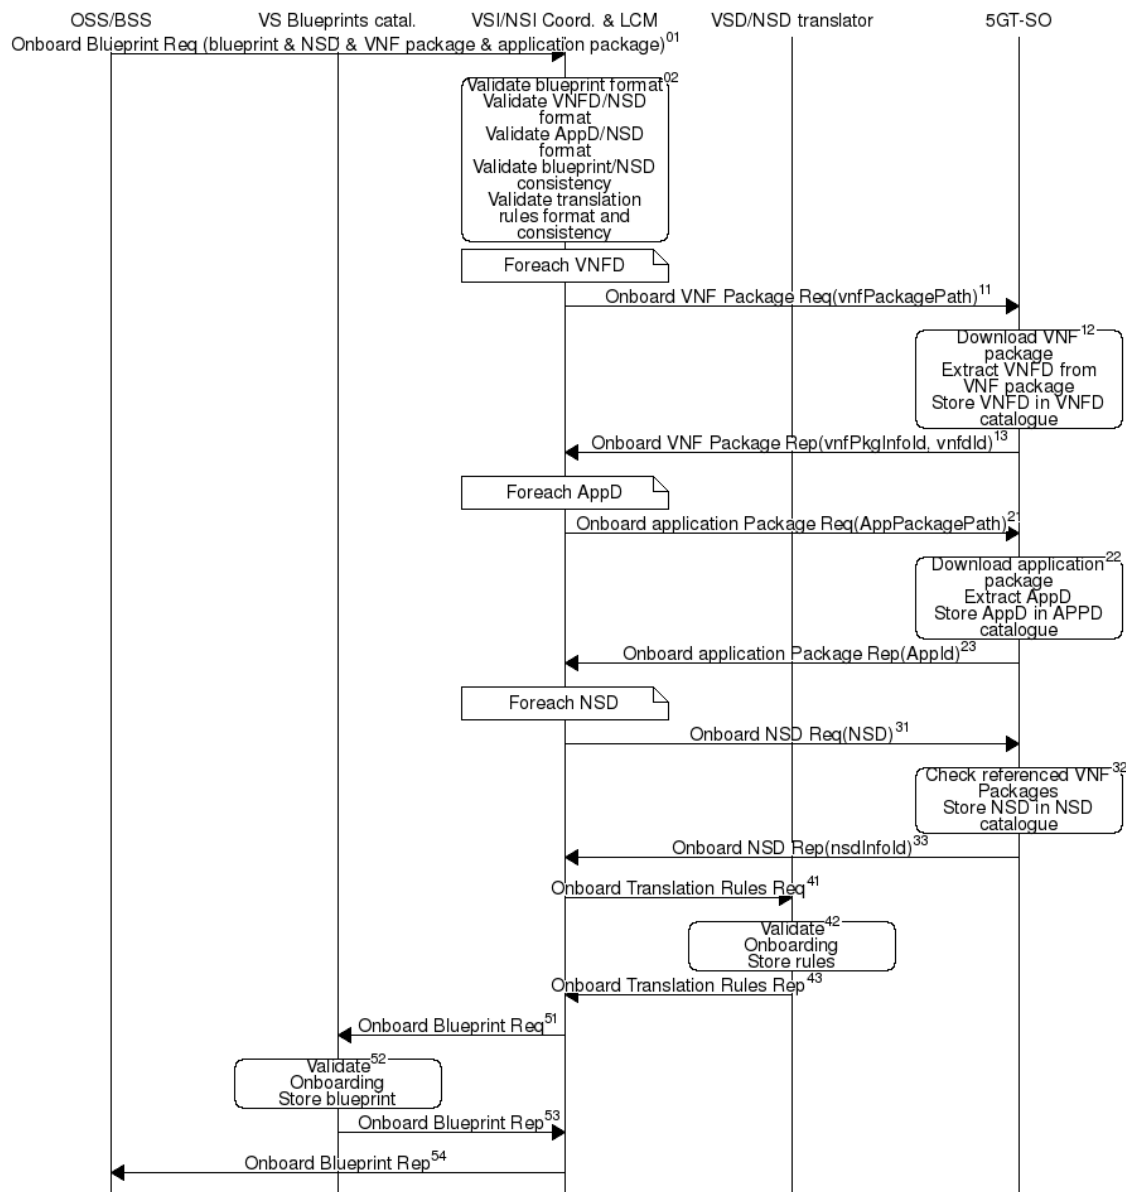 OSS/BSS VS Blueprints catal. VSI/NSI Coord. & LCM VSD/NSD translator 5GT-SO
Onboard Blueprint Req (blueprint & NSD & VNF package & application package)01
Validate blueprint format02
Validate VNFD/NSD
format
Validate AppD/NSD
format
Validate blueprint/NSD
consistency
Validate translation
rules format and
consistency
Foreach VNFD
Onboard VNF Package Req(vnfPackagePath)11
Download VNF12
package
Extract VNFD from
VNF package
Store VNFD in VNFD
catalogue
Onboard VNF Package Rep(vnfPkgInfoId, vnfdId)13
Foreach AppD
Onboard application Package Req(AppPackagePath)21
Download application22
package
Extract AppD
Store AppD in APPD
catalogue
Onboard application Package Rep(AppId)23
Foreach NSD
Onboard NSD Req(NSD)31
Check referenced VNF32
Packages
Store NSD in NSD
catalogue
Onboard NSD Rep(nsdInfoId)33
Onboard Translation Rules Req41
Validate42
Onboarding
Store rules
Onboard Translation Rules Rep43
Onboard Blueprint Req51
Validate52
Onboarding
Store blueprint
Onboard Blueprint Rep53
Onboard Blueprint Rep54